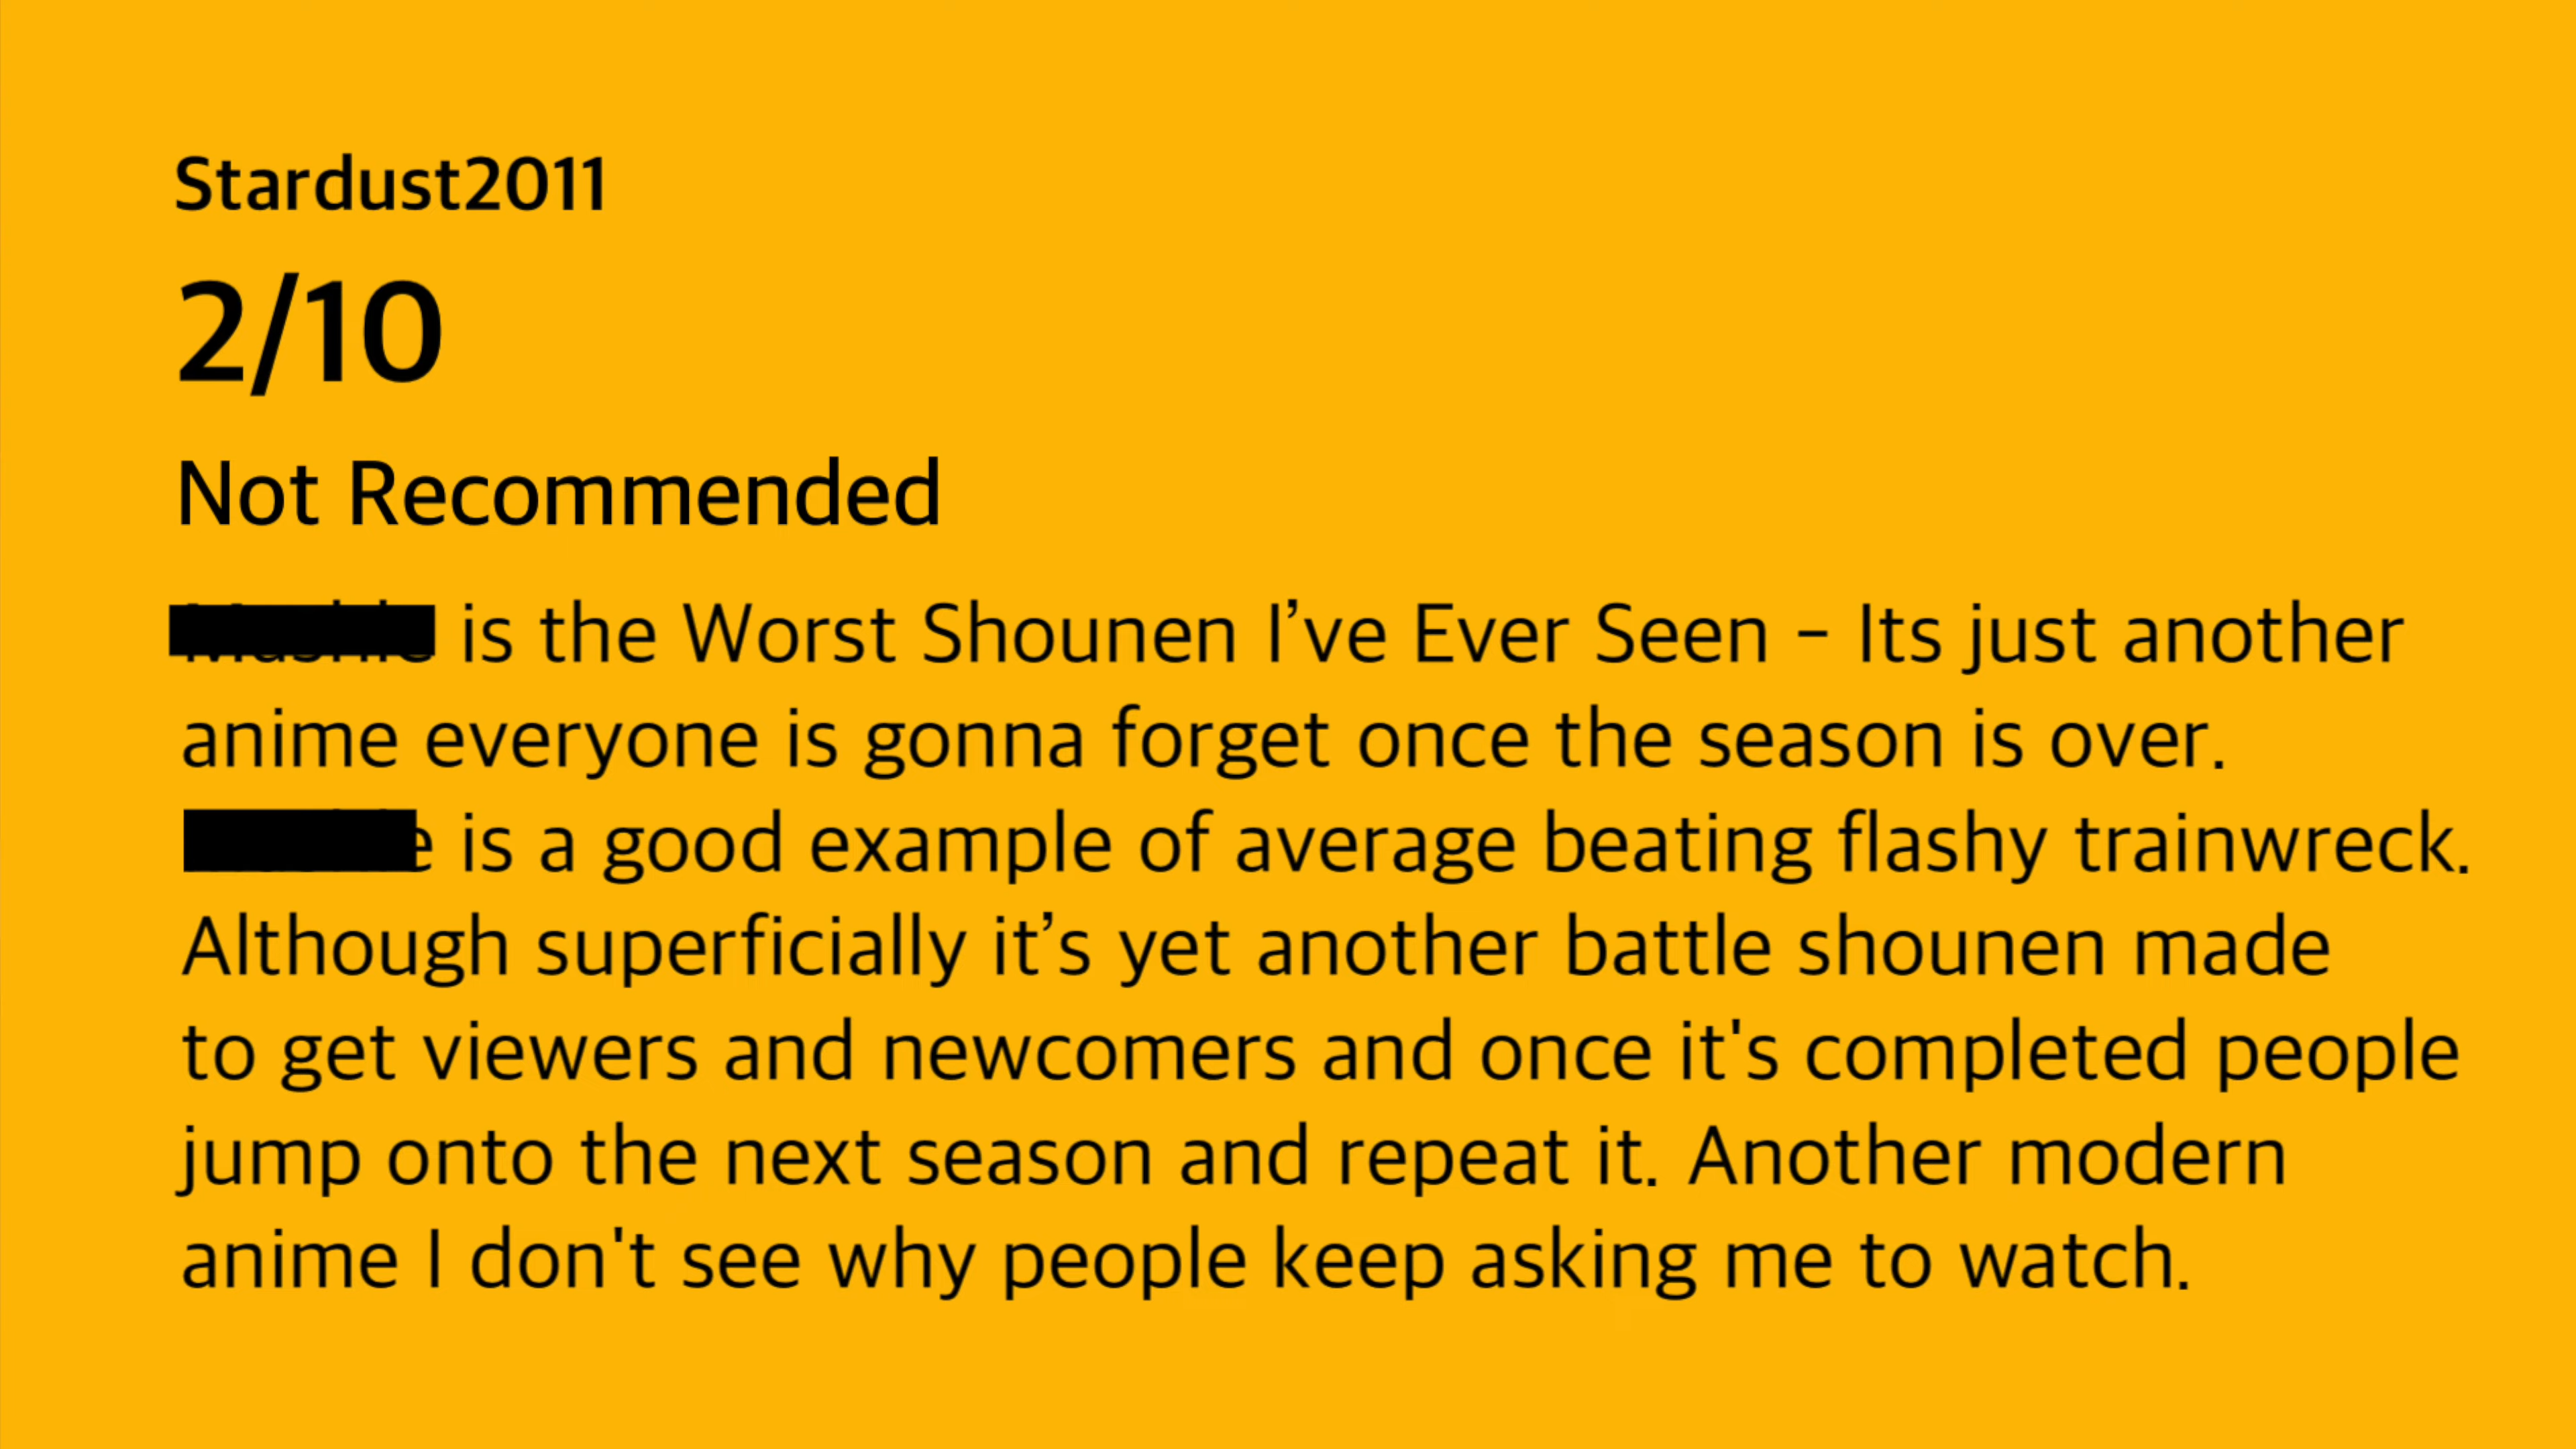 Stardust2011
2/10
Not Recommended
is the Worst Shounen I’ve Ever Seen - Its just another
anime everyone is gonna forget once the season is over.
is a good example of average beating flashy trainwreck.
Although superficially it’s yet another battle shounen made
to get viewers and newcomers and once it's completed people
jump onto the next season and repeat it. Another modern
anime I don't see why people keep asking me to watch.